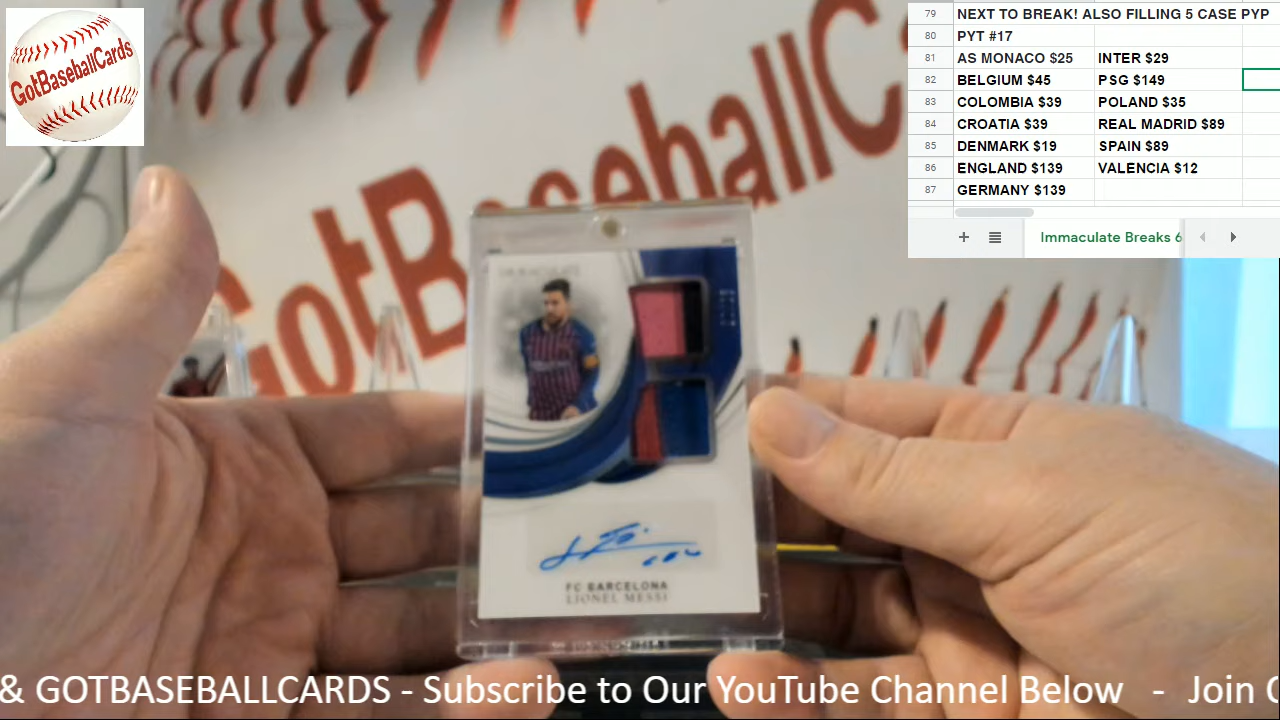 GotBaseballCards
79 NEXT TO BREAK! ALSO FILLING 5 CASE PYP
80 PYT #17
81 AS MONACO $25 INTER $29
82 BELGIUM $45 PSG $149
83 COLOMBIA $39 POLAND $35
84 CROATIA $39 REAL MADRID $89
85 DENMARK $19 SPAIN $89
86 ENGLAND $139 VALENCIA $12
87 GERMANY $139
Immaculate Breaks 6
GotBaseballC
IMMACULATE
FC BARCELONA
LIONEL MESSI
& GOTBASEBALLCARDS - Subscribe to Our YouTube Channel Below - Join